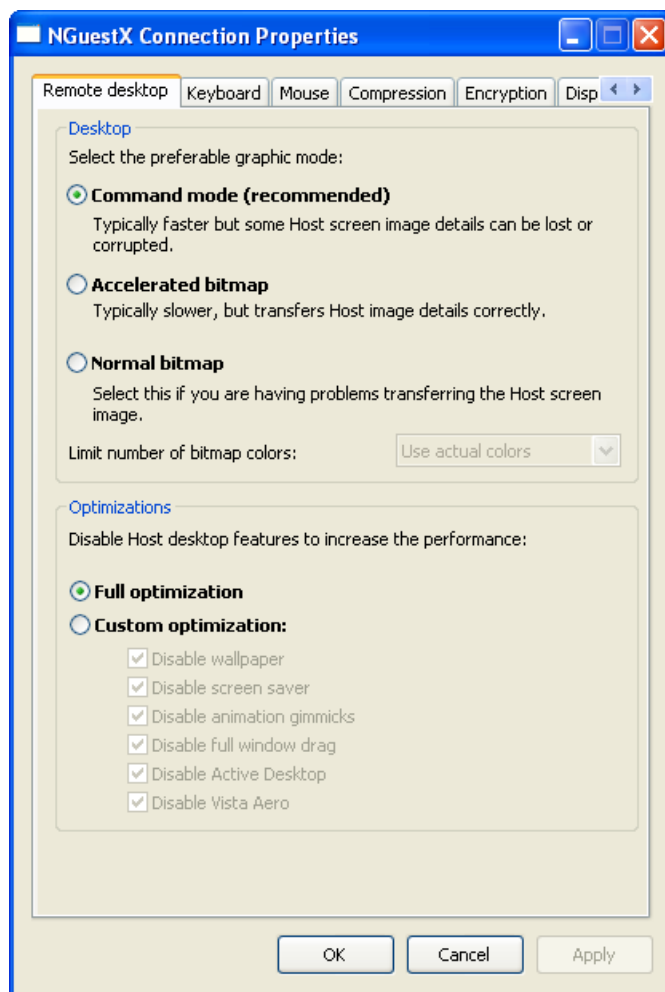 NGuestX Connection Properties
Remote desktop Keyboard Mouse Compression Encryption Disp
Desktop
Select the preferable graphic mode:
Command mode (recommended)
Typically faster but some Host screen image details can be lost or
corrupted.
Accelerated bitmap
Typically slower, but transfers Host image details correctly.
Normal bitmap
Select this if you are having problems transferring the Host screen
image.
Limit number of bitmap colors: Use actual colors
Optimizations
Disable Host desktop features to increase the performance:
Full optimization
Custom optimization:
Disable wallpaper
Disable screen saver
Disable animation gimmicks
Disable full window drag
Disable Active Desktop
Disable Vista Aero
OK Cancel Apply